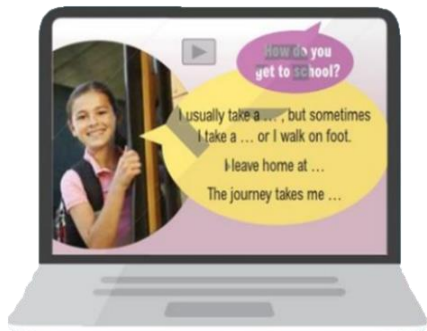 How do you
get to school?
I usually take a ... , but sometimes
I take a ... or I walk on foot.
I leave home at ...
The journey takes me ...